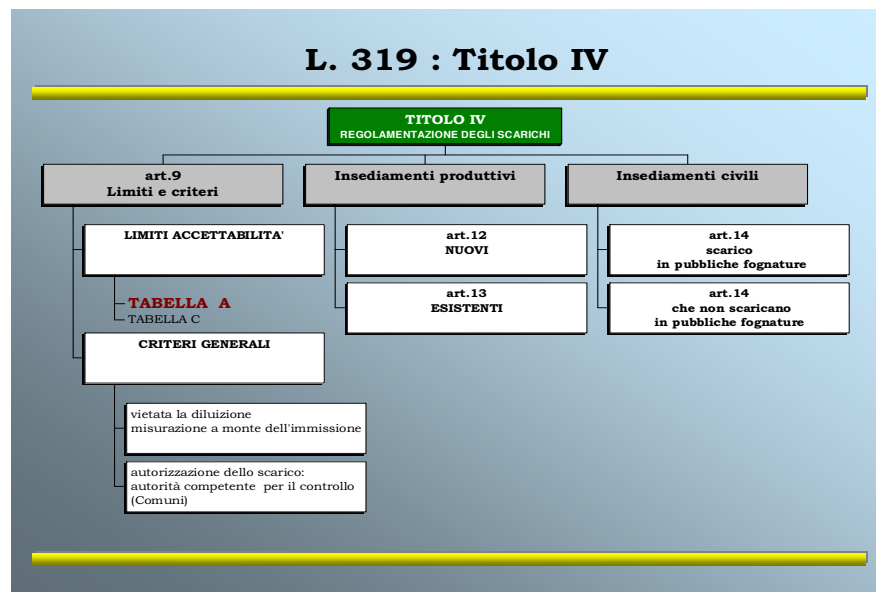 L. 319 : Titolo IV
TITOLO IV
REGOLAMENTAZIONE DEGLI SCARICHI
art.9
Limiti e criteri
LIMITI ACCETTABILITA'
TABELLA A
TABELLA C
CRITERI GENERALI
vietata la diluizione
misurazione a monte dell'immissione
autorizzazione dello scarico:
autorità competente per il controllo
(Comuni)
Insediamenti produttivi
art.12
NUOVI
art.13
ESISTENTI
Insediamenti civili
art.14
scarico
in pubbliche fognature
art.14
che non scaricano
in pubbliche fognature